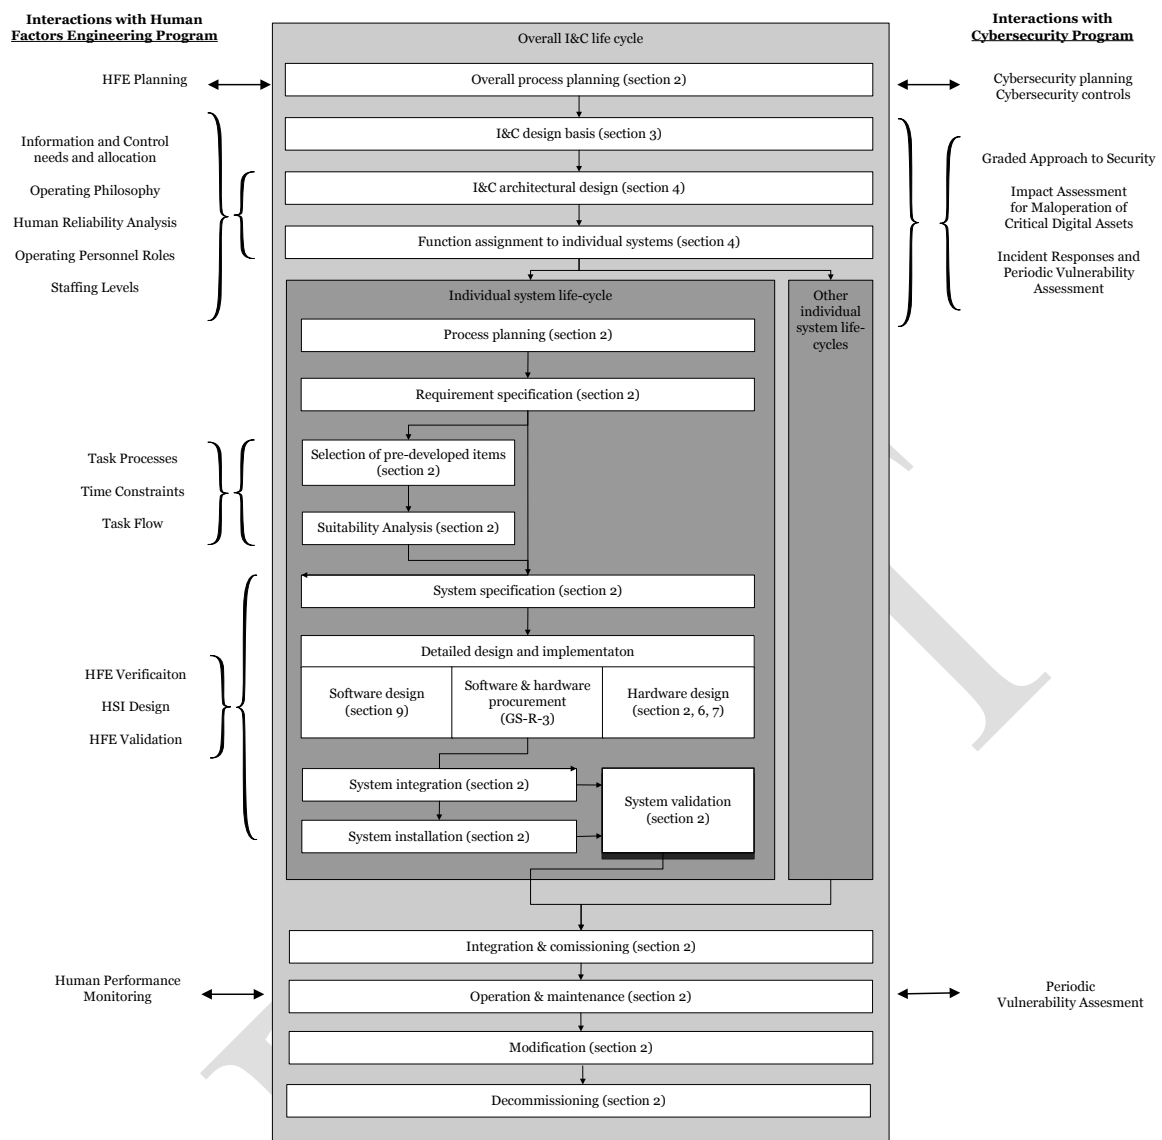 Interactions with Human
Factors Engineering Program
Interactions with
Cybersecurity Program
Overall I&C life cycle
HFE Planning
Overall process planning (section 2)
Cybersecurity planning
Cybersecurity controls
I&C design basis (section 3)
Information and Control
needs and allocation
Operating Philosophy
Human Reliability Analysis
Operating Personnel Roles
Staffing Levels
I&C architectural design (section 4)
Function assignment to individual systems (section 4)
Graded Approach to Security
Impact Assessment
for Maloperation of
Critical Digital Assets
Incident Responses and
Periodic Vulnerability
Assessment
Individual system life-cycle
Other
individual
system life-
cycles
Process planning (section 2)
Requirement specification (section 2)
Selection of pre-developed items
(section 2)
Suitability Analysis (section 2)
Task Processes
Time Constraints
Task Flow
System specification (section 2)
Detailed design and implementaton
Software design
(section 9)
Software & hardware
procurement
(GS-R-3)
Hardware design
(section 2, 6, 7)
HFE Verificaiton
HSI Design
HFE Validation
System integration (section 2)
System installation (section 2)
System validation
(section 2)
Integration & comissioning (section 2)
Human Performance
Monitoring
Operation & maintenance (section 2)
Periodic
Vulnerability Assesment
Modification (section 2)
Decommissioning (section 2)